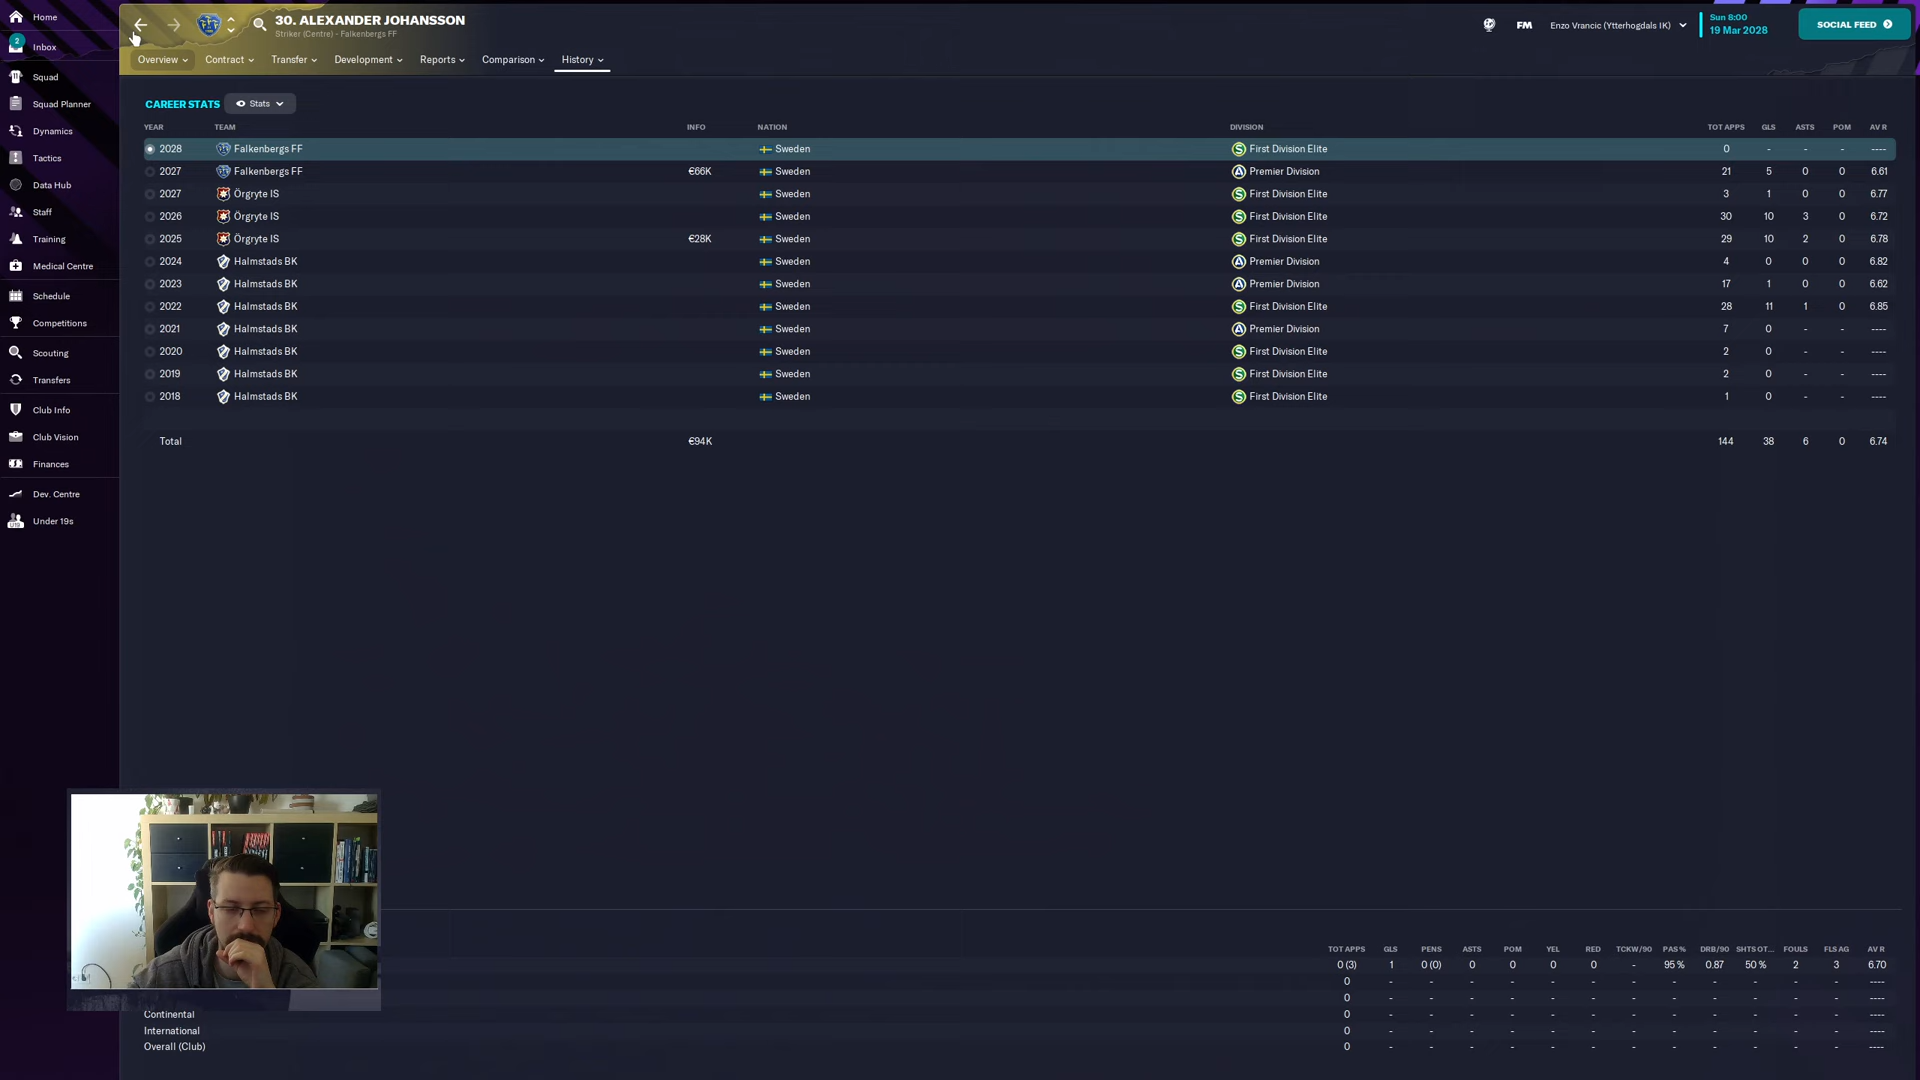 Home
2
Inbox
Squad
Squad Planner
Dynamics
Tactics
Data Hub
Staff
Training
Medical Centre
Schedule
Competitions
Scouting
Transfers
Club Info
Club Vision
Finances
Dev. Centre
Under 19s
30. ALEXANDER JOHANSSON
Striker (Centre) - Falkenbergs FF
FM
Enzo Vrancic (Ytterhogdals IK)
Sun 8:00
19 Mar 2028
SOCIAL FEED
Overview Contract Transfer Development Reports Comparison History
CAREER STATS Stats
YEAR TEAM INFO NATION DIVISION TOT APPS GLS ASTS POM AV R
2028 Falkenbergs FF Sweden First Division Elite 0 - - - ----
2027 Falkenbergs FF €66K Sweden Premier Division 21 5 0 0 6.61
2027 Örgryte IS Sweden First Division Elite 3 1 0 0 6.77
2026 Örgryte IS Sweden First Division Elite 30 10 3 0 6.72
2025 Örgryte IS €28K Sweden First Division Elite 29 10 2 0 6.78
2024 Halmstads BK Sweden Premier Division 4 0 0 0 6.82
2023 Halmstads BK Sweden Premier Division 17 1 0 0 6.62
2022 Halmstads BK Sweden First Division Elite 28 11 1 0 6.85
2021 Halmstads BK Sweden Premier Division 7 0 - - ----
2020 Halmstads BK Sweden First Division Elite 2 0 - - ----
2019 Halmstads BK Sweden First Division Elite 2 0 - - ----
2018 Halmstads BK Sweden First Division Elite 1 0 - - ----
Total €94K 144 38 6 0 6.74
TOT APPS GLS PENS ASTS POM YEL RED TCKW/90 PAS % DRB/90 SHTS OT... FOULS FLS AG AV R
0 (3) 1 0 (0) 0 0 0 0 - 95 % 0.87 50 % 2 3 6.70
0 - - - - - - - - - - - - ----
0 - - - - - - - - - - - - ----
Continental 0 - - - - - - - - - - - - ----
International 0 - - - - - - - - - - - - ----
Overall (Club) 0 - - - - - - - - - - - - ----